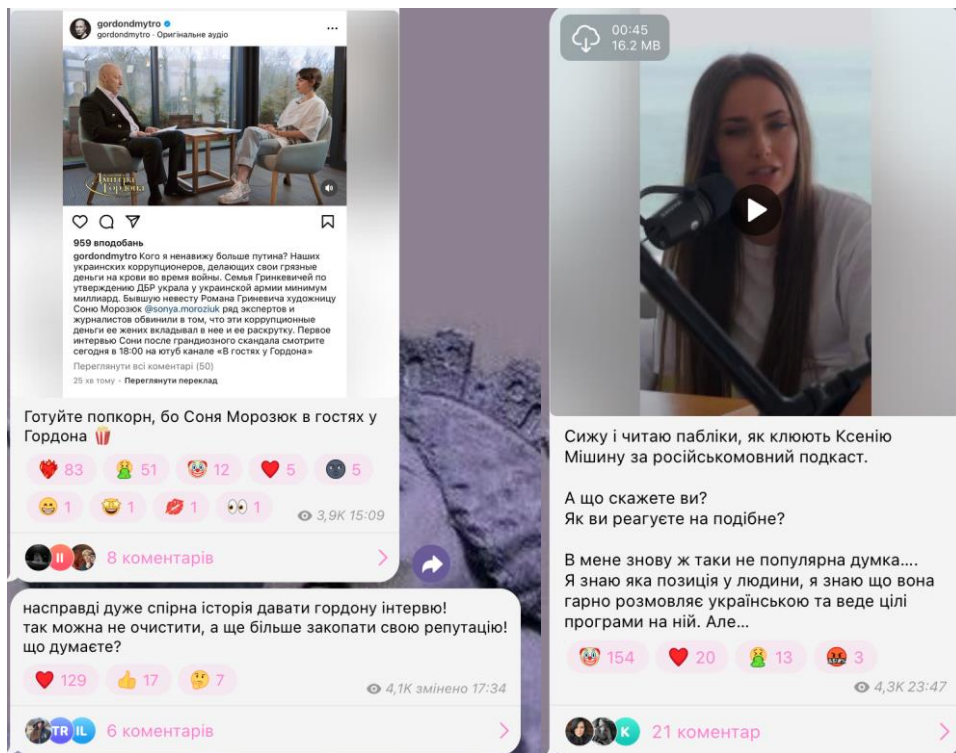 gordondmytro
gordondmytro · Оригінальне аудіо
Дмитра
Гордона
959 вподобань
gordondmytro Кого я ненавижу больше путина? Наших
украинских коррупционеров, делающих свои грязные
деньги на крови во время войны. Семья Гринкевичей по
утверждению ДБР украла у украинской армии минимум
миллиард. Бывшую невесту Романа Гриневича художницу
Соню Морозюк @sonya.moroziuk ряд экспертов и
журналистов обвинили в том, что эти коррупционные
деньги ее жених вкладывал в нее и ее раскрутку. Первое
интервью Сони после грандиозного скандала смотрите
сегодня в 18:00 на ютуб канале «В гостях у Гордона»
Переглянути всі коментарі (50)
25 хв тому · Переглянути переклад
Готуйте попкорн, бо Соня Морозюк в гостях у
Гордона
83 51 12 5 5
1 1 1 1 3,9K 15:09
8 коментарів
насправді дуже спірна історія давати гордону інтервю!
так можна не очистити, а ще більше закопати свою репутацію!
що думаєте?
129 17 7
4,1K змінено 17:34
TR IL 6 коментарів
00:45
16.2 MB
Сижу і читаю пабліки, як клюють Ксенію
Мішину за російськомовний подкаст.
А що скажете ви?
Як ви реагуєте на подібне?
В мене знову ж таки не популярна думка....
Я знаю яка позиція у людини, я знаю що вона
гарно розмовляє українською та веде цілі
програми на ній. Але...
154 20 13 3
4,3K 23:47
K 21 коментар